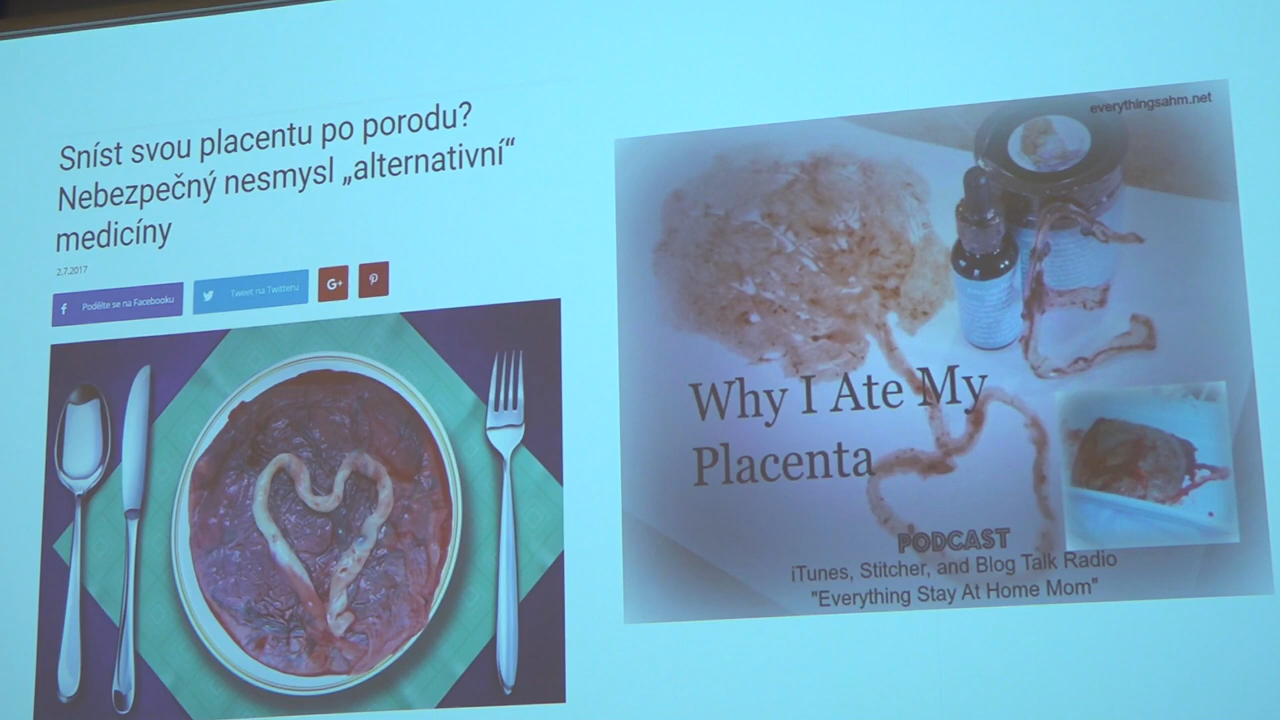 Sníst svou placentu po porodu?
Nebezpečný nesmysl „alternativní“
medicíny
2.7.2017
f Podělte se na Facebooku
Tweet na Twitteru
G+
everythingsahm.net
Why I Ate My
Placenta
PODCAST
iTunes, Stitcher, and Blog Talk Radio
"Everything Stay At Home Mom"